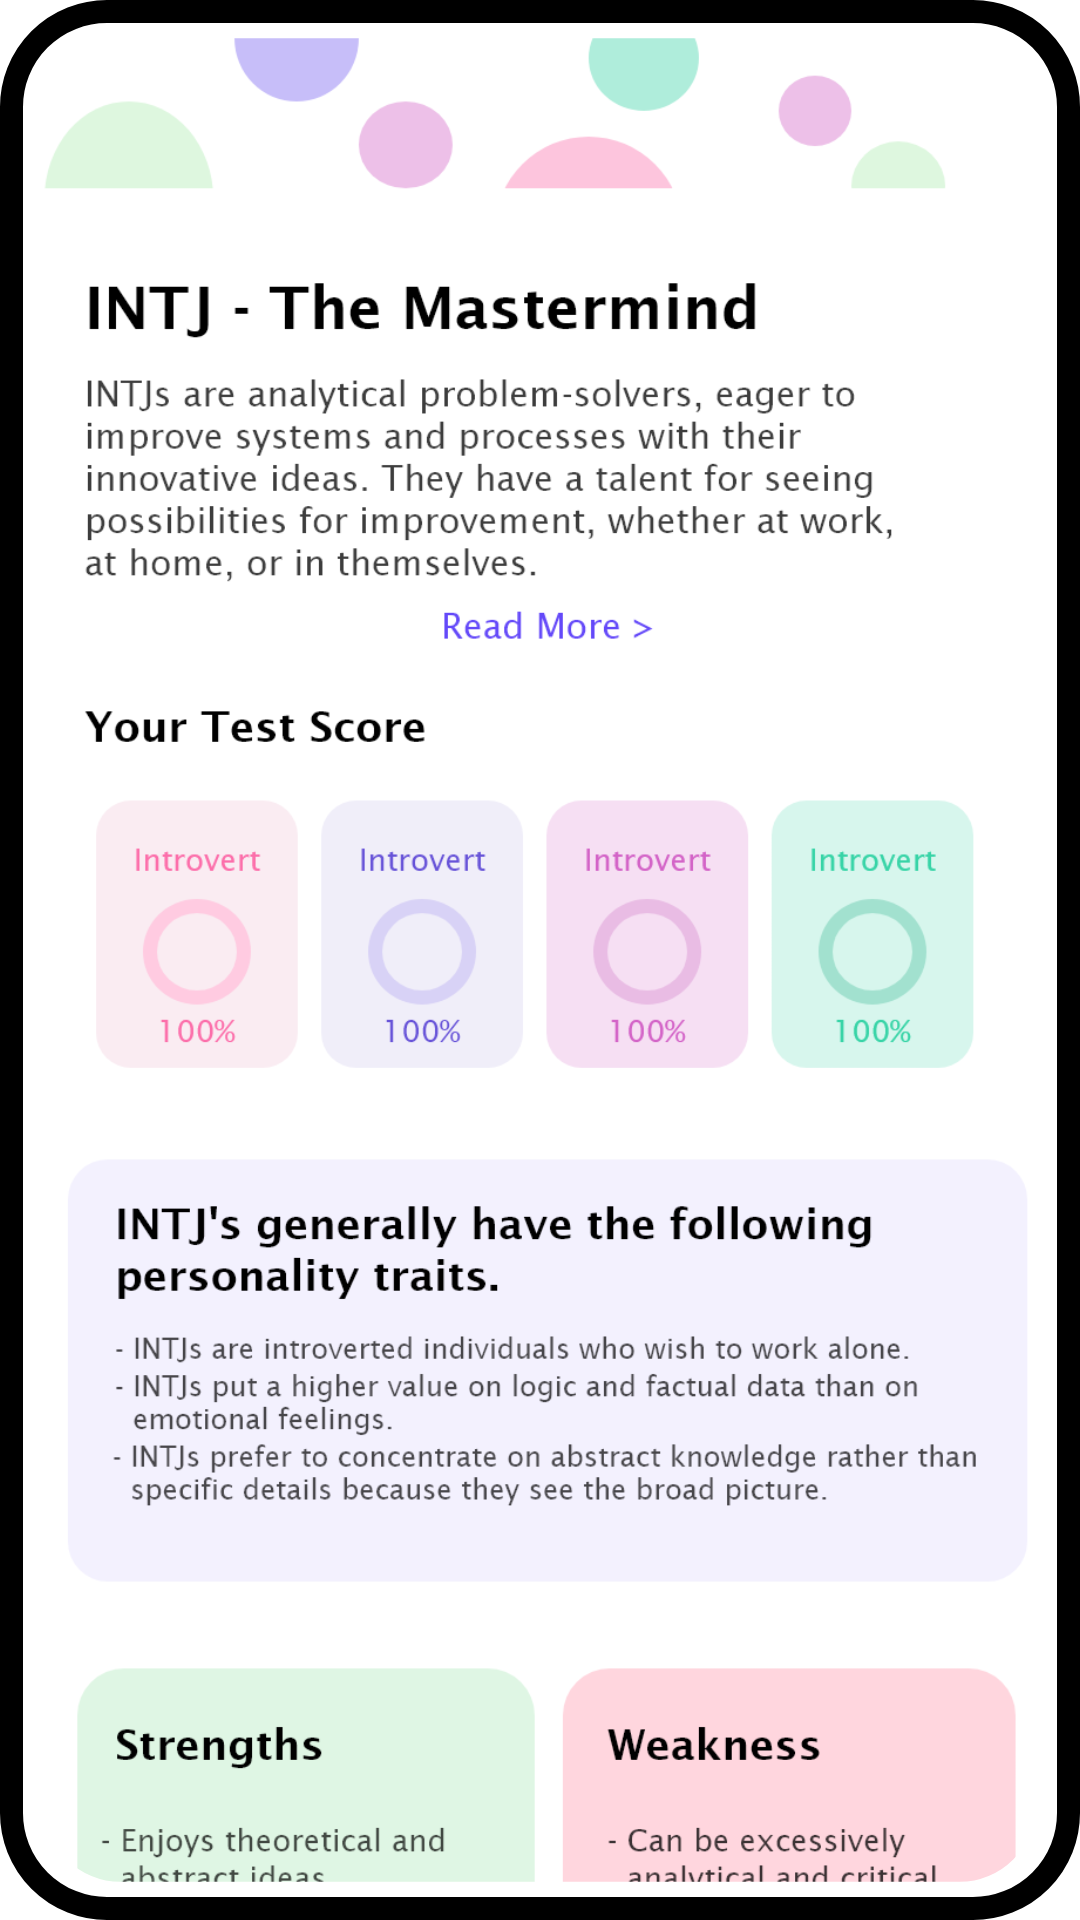 INTJ - The Mastermind
INTJs are analytical problem-solvers, eager to
improve systems and processes with their
innovative ideas. They have a talent for seeing
possibilities for improvement, whether at work,
at home, or in themselves.
Read More >
Your Test Score
Introvert Introvert Introvert Introvert
100% 100% 100% 100%
INTJ's generally have the following
personality traits.
- INTJs are introverted individuals who wish to work alone.
- INTJs put a higher value on logic and factual data than on
emotional feelings.
- INTJs prefer to concentrate on abstract knowledge rather than
specific details because they see the broad picture.
Strengths
- Enjoys theoretical and
abstract ideas
Weakness
- Can be excessively
analytical and critical